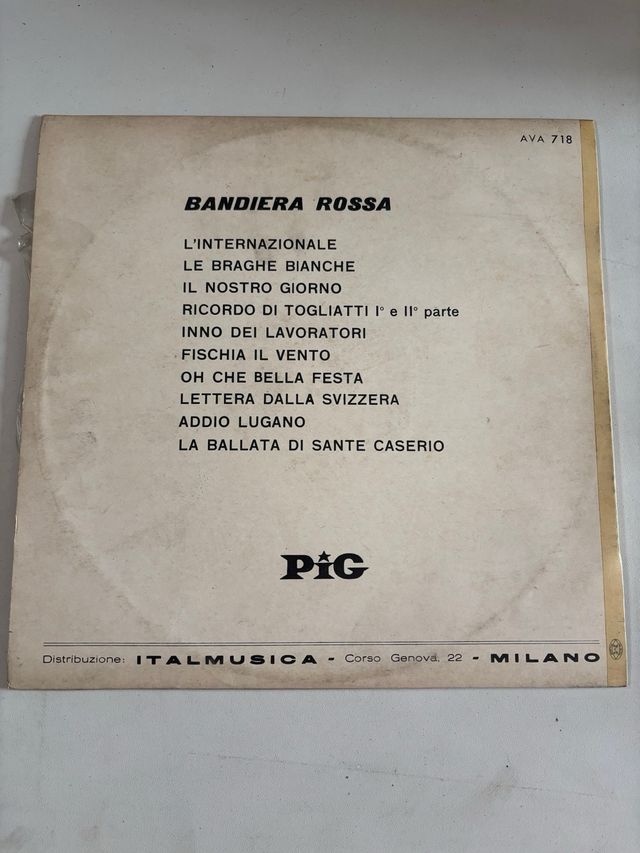 AVA 718
BANDIERA ROSSA
L'INTERNAZIONALE
LE BRAGHE BIANCHE
IL NOSTRO GIORNO
RICORDO DI TOGLIATTI I° e II° parte
INNO DEI LAVORATORI
FISCHIA IL VENTO
OH CHE BELLA FESTA
LETTERA DALLA SVIZZERA
ADDIO LUGANO
LA BALLATA DI SANTE CASERIO
PiG
Distribuzione: ITALMUSICA - Corso Genova, 22 - MILANO